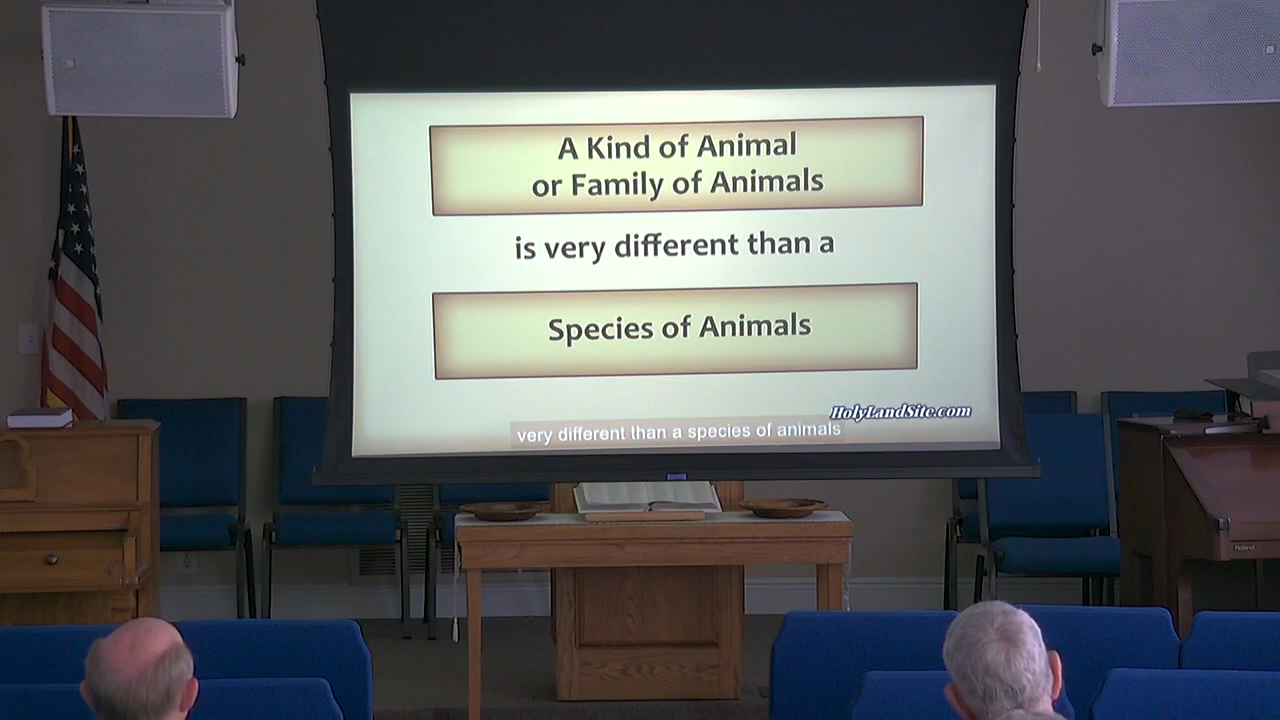 A Kind of Animal
or Family of Animals
is very different than a
Species of Animals
HolyLandSite.com
very different than a species of animals
Roland